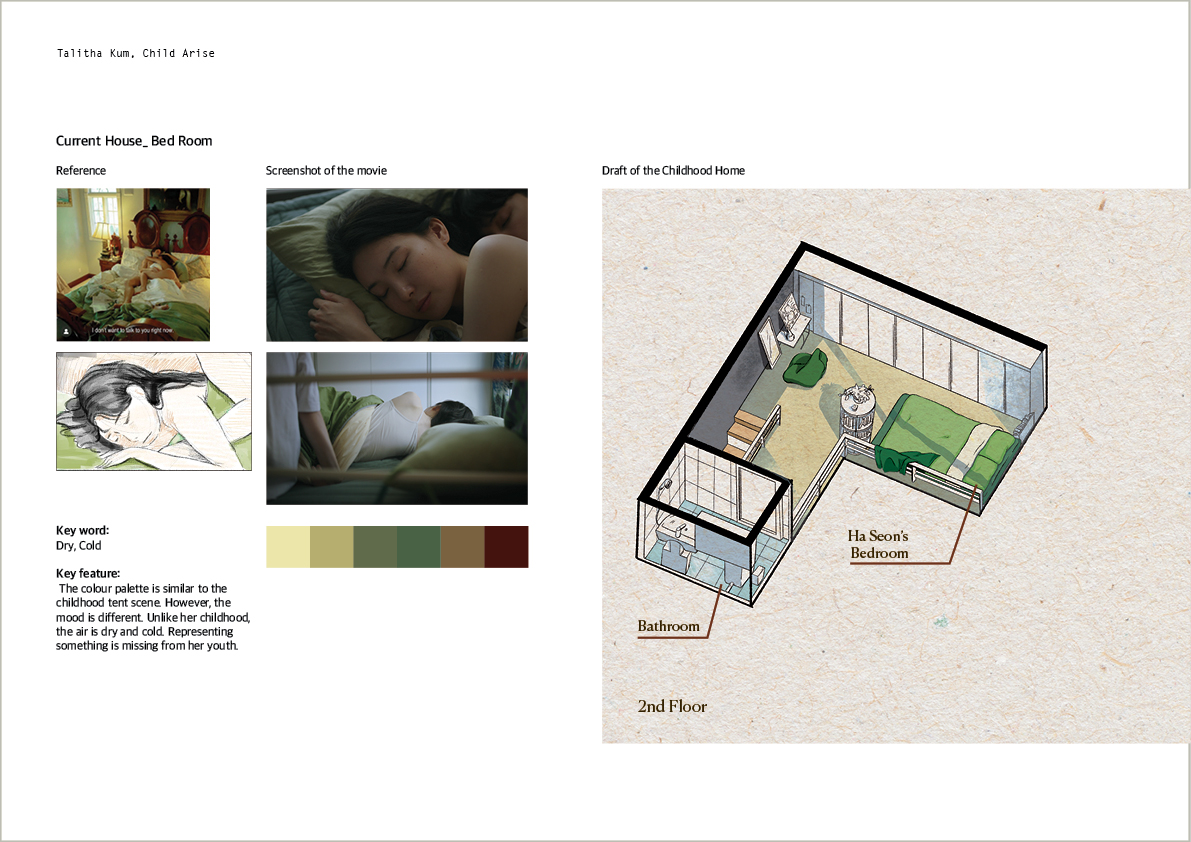 Talitha Kum, Child Arise
Current House_ Bed Room
Reference
Screenshot of the movie
Draft of the Childhood Home
I don't want to talk to you right now
Key word:
Dry, Cold
Key feature:
The colour palette is similar to the
childhood tent scene. However, the
mood is different. Unlike her childhood,
the air is dry and cold. Representing
something is missing from her youth.
Ha Seon's
Bedroom
Bathroom
2nd Floor